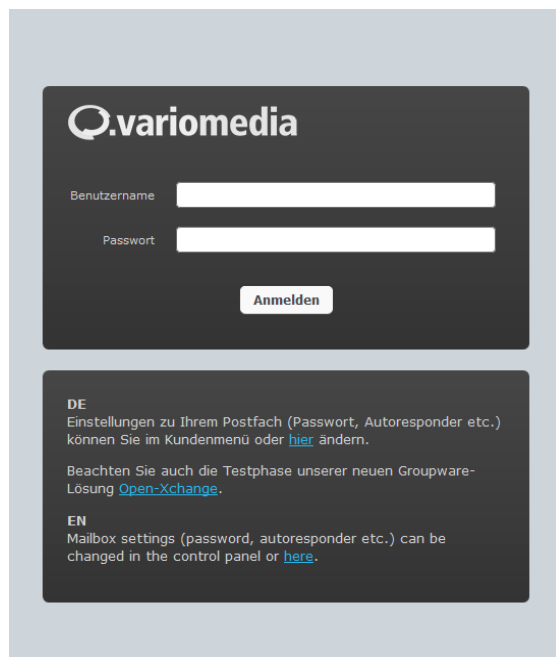 .variomedia
Benutzername
Passwort
Anmelden
DE
Einstellungen zu Ihrem Postfach (Passwort, Autoresponder etc.)
können Sie im Kundenmenü oder hier ändern.
Beachten Sie auch die Testphase unserer neuen Groupware-
Lösung Open-Xchange.
EN
Mailbox settings (password, autoresponder etc.) can be
changed in the control panel or here.